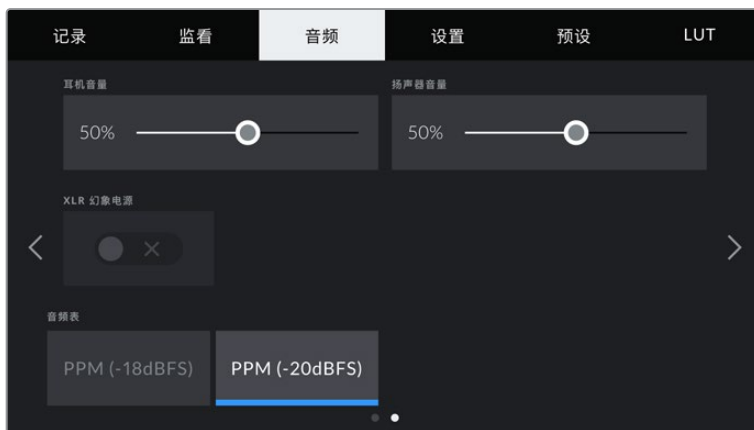 记录 监看 音频 设置 预设 LUT
耳机音量 扬声器音量
50% 50%
XLR 幻象电源
音频表
PPM (-18dBFS) PPM (-20dBFS)